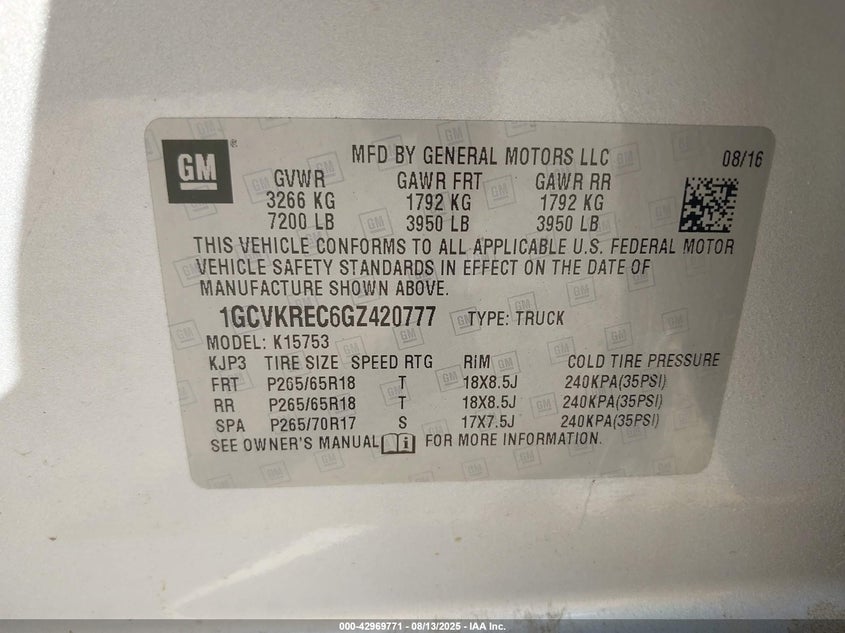 GM
MFD BY GENERAL MOTORS LLC 08/16
GVWR GAWR FRT GAWR RR
3266 KG 1792 KG 1792 KG
7200 LB 3950 LB 3950 LB
THIS VEHICLE CONFORMS TO ALL APPLICABLE U.S. FEDERAL MOTOR
VEHICLE SAFETY STANDARDS IN EFFECT ON THE DATE OF
MANUFACTURE SHOWN ABOVE.
1GCVKREC6GZ420777 TYPE: TRUCK
MODEL: K15753
KJP3 TIRE SIZE SPEED RTG RIM COLD TIRE PRESSURE
FRT P265/65R18 T 18X8.5J 240KPA(35PSI)
RR P265/65R18 T 18X8.5J 240KPA(35PSI)
SPA P265/70R17 S 17X7.5J 240KPA(35PSI)
SEE OWNER'S MANUAL FOR MORE INFORMATION.
000-42969771 - 08/13/2025 - IAA Inc.